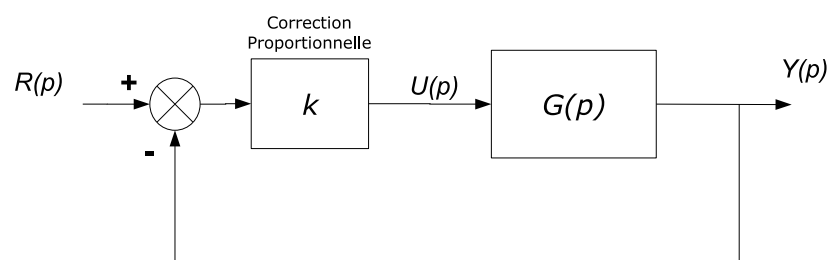 Correction
Proportionnelle
R(p)
+
-
k
U(p)
G(p)
Y(p)